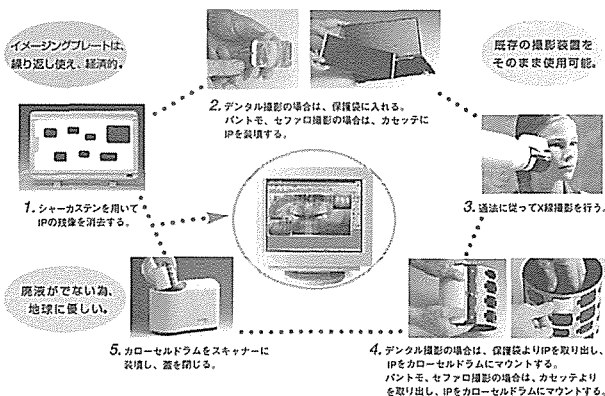 イメージングプレートは、
繰り返し使え、経済的。
既存の撮影装置を
そのまま使用可能。
2. デンタル撮影の場合は、保護袋に入れる。
パントモ、セファロ撮影の場合は、カセッテに
IPを装填する。
1. シャーカステンを用いて
IPの残像を消去する。
3. 通法に従ってX線撮影を行う。
廃液がでない為、
地球に優しい。
5. カローセルドラムをスキャナーに
装填し、蓋を閉じる。
4. デンタル撮影の場合は、保護袋よりIPを取り出し、
IPをカローセルドラムにマウントする。
パントモ、セファロ撮影の場合は、カセッテより
を取り出し、IPをカローセルドラムにマウントする。